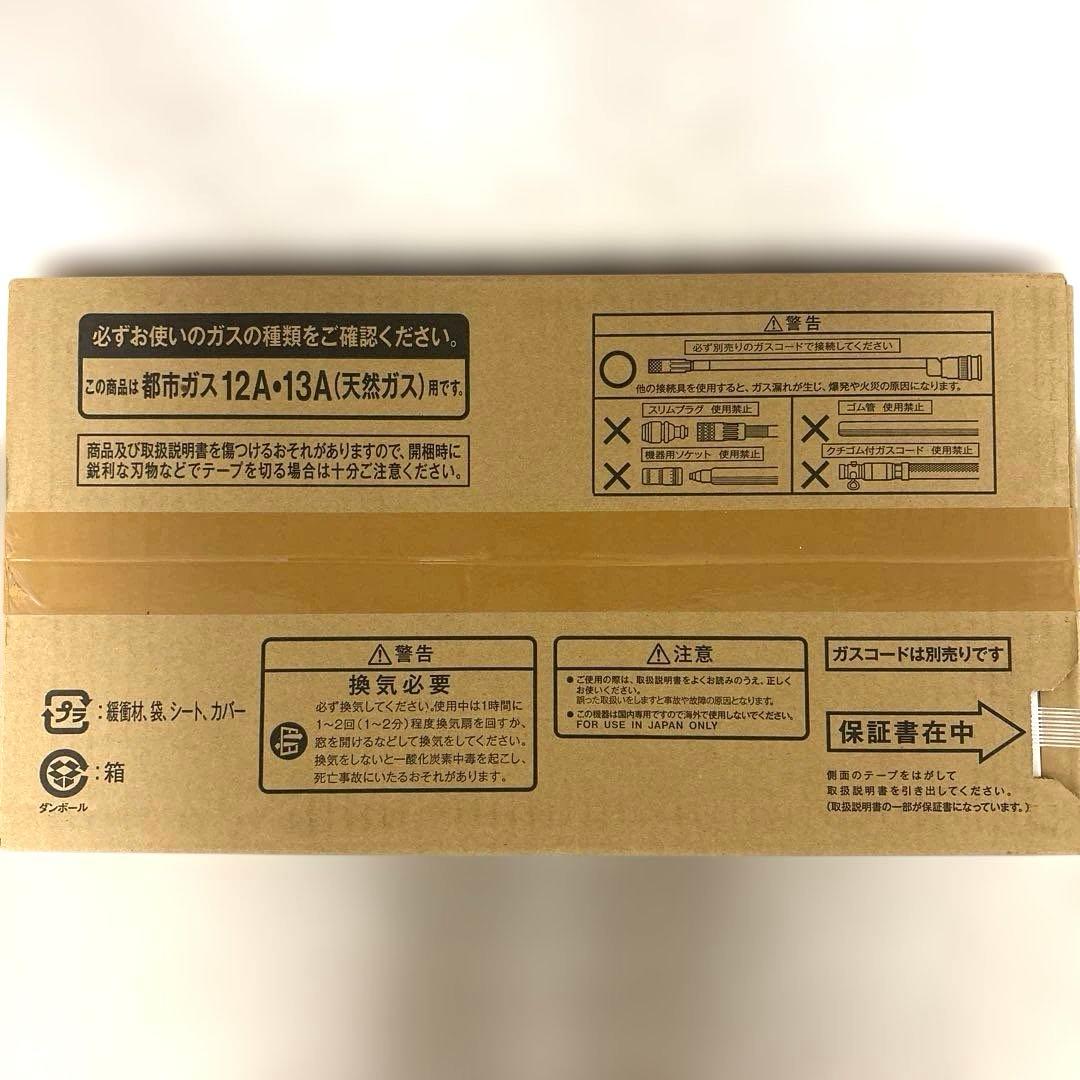 必ずお使いのガスの種類をご確認ください。
この商品は 都市ガス 12A・13A(天然ガス) 用です。
商品及び取扱説明書を傷つけるおそれがありますので、開梱時に
鋭利な刃物などでテープを切る場合は十分ご注意ください。
警告
必ず別売りのガスコードで接続してください
他の接続具を使用すると、ガス漏れが生じ、爆発や火災の原因になります。
スリムプラグ 使用禁止
ゴム管 使用禁止
機器用ソケット 使用禁止
クチゴム付ガスコード 使用禁止
プラ
:緩衝材、袋、シート、カバー
:箱
ダンボール
警告
換気必要
必ず換気してください。使用中は1時間に
1〜2回(1〜2分)程度換気扇を回すか、
窓を開けるなどして換気をしてください。
換気をしないと一酸化炭素中毒を起こし、
死亡事故にいたるおそれがあります。
注意
●ご使用の際は、取扱説明書をよくお読みのうえ、正しく
お使いください。
誤った取扱いをしますと事故や故障の原因となります。
●この機器は国内専用ですので海外で使用しないでください。
FOR USE IN JAPAN ONLY
ガスコードは別売りです
保証書在中
側面のテープをはがして
取扱説明書を引き出してください。
(取扱説明書の一部が保証書になっています。)